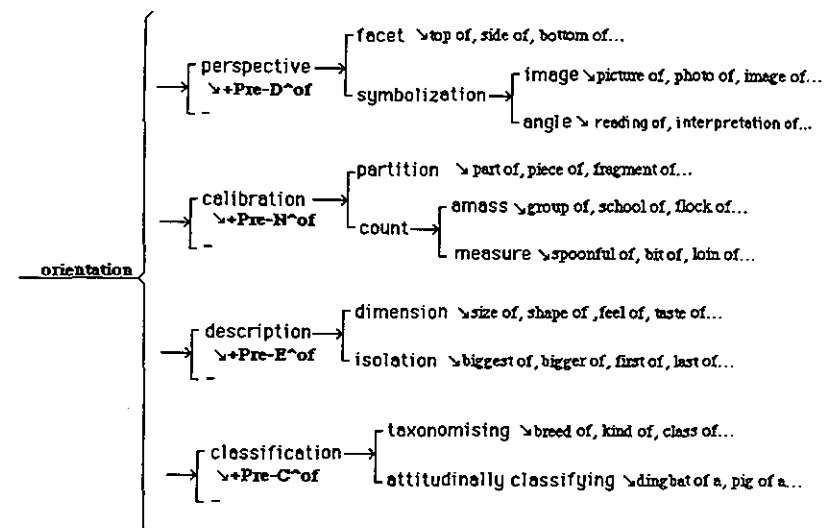 facet ↘top of, side of, bottom of...
perspective
↘+Pre-D^of
image ↘picture of, photo of, image of...
symbolization
angle ↘ reading of, interpretation of...
–
partition ↘ part of, piece of, fragment of...
calibration
↘+Pre-N^of
amass ↘group of, school of, flock of...
count
–
measure ↘spoonful of, bit of, loin of...
orientation
dimension ↘size of, shape of ,feel of, taste of...
description
↘+Pre-E^of
isolation ↘biggest of, bigger of, first of, last of...
–
taxonomising ↘breed of, kind of, class of...
classification
↘+Pre-C^of
attitudinally classifying ↘dingbat of a, pig of a...
–